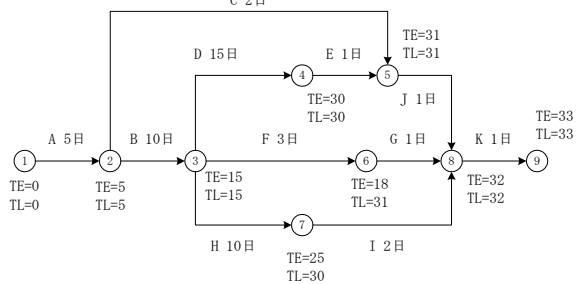 C 2日
TE=31
TL=31
D 15日
E 1日
4
5
TE=30
TL=30
J 1日
TE=33
TL=33
A 5日
B 10日
F 3日
G 1日
K 1日
1
2
3
6
8
9
TE=0
TL=0
TE=5
TL=5
TE=15
TL=15
TE=18
TL=31
TE=32
TL=32
7
H 10日
I 2日
TE=25
TL=30